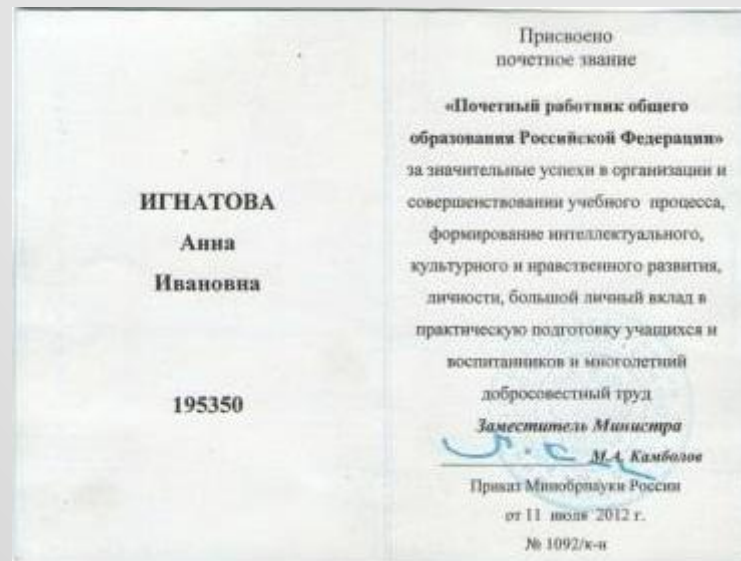 ИГНАТОВА
Анна
Ивановна
195350
Присвоено
почетное звание
«Почетный работник общего
образования Российской Федерации»
за значительные успехи в организации и
совершенствовании учебного процесса,
формирование интеллектуального,
культурного и нравственного развития,
личности, большой личный вклад в
практическую подготовку учащихся и
воспитанников и многолетний
добросовестный труд
Заместитель Министра
М.А. Камболов
Приказ Минобрнауки России
от 11 июля 2012 г.
№ 1092/к-н